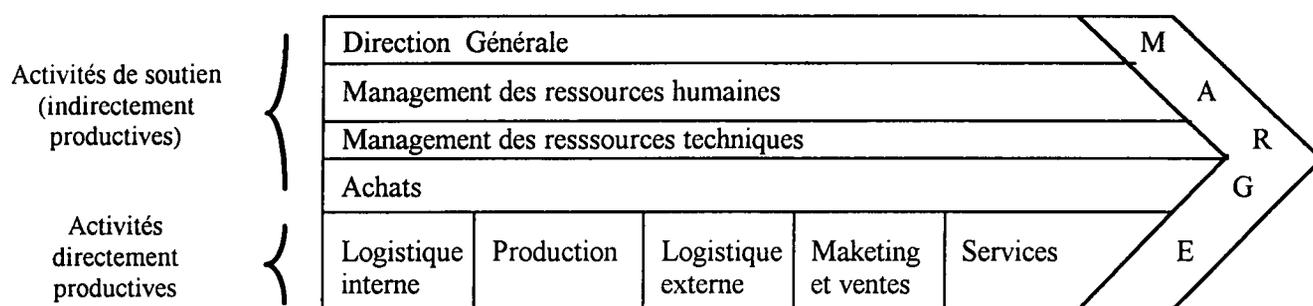 Activités de soutien
(indirectement
productives)
Direction Générale
Management des ressources humaines
Management des resssources techniques
Achats
Activités
directement
productives
Logistique
interne
Production
Logistique
externe
Maketing
et ventes
Services
M
A
R
G
E